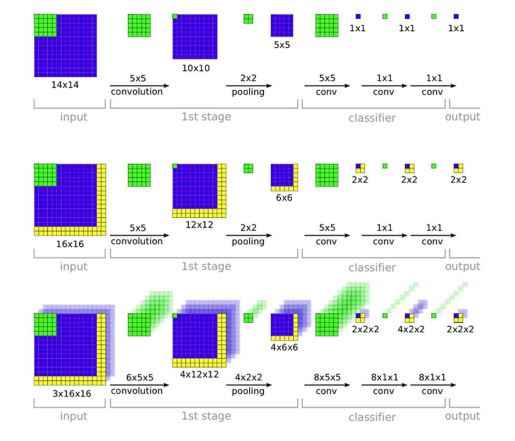 1x1 1x1 1x1
5x5
10x10
14x14
5x5 2x2 5x5 1x1 1x1
convolution pooling conv conv conv
input 1st stage classifier output
2x2 2x2 2x2
6x6
12x12
16x16
5x5 2x2 5x5 1x1 1x1
convolution pooling conv conv conv
input 1st stage classifier output
2x2x2 4x2x2 2x2x2
4x6x6
4x12x12
3x16x16
6x5x5 4x2x2 8x5x5 8x1x1 8x1x1
convolution pooling conv conv conv
input 1st stage classifier output